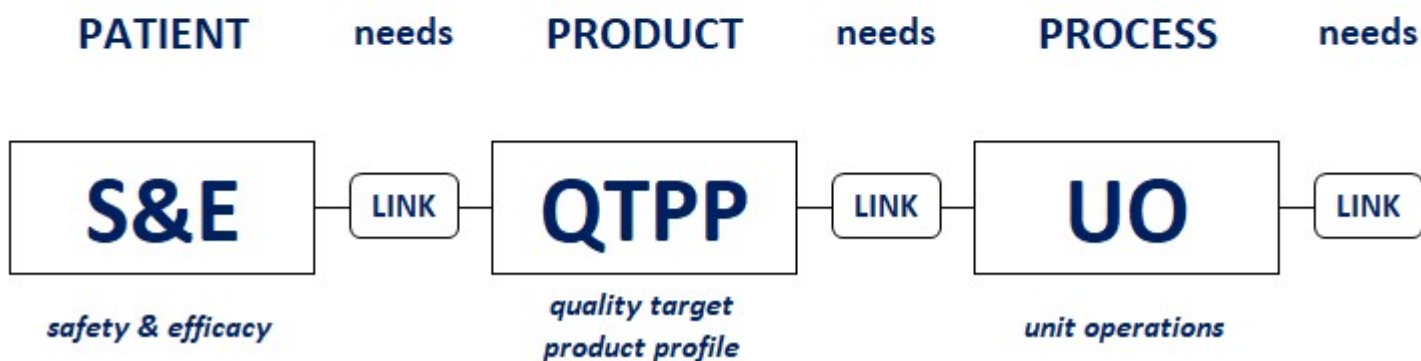 PATIENT needs PRODUCT needs PROCESS needs
S&E LINK QTPP LINK UO LINK
safety & efficacy
quality target
product profile
unit operations